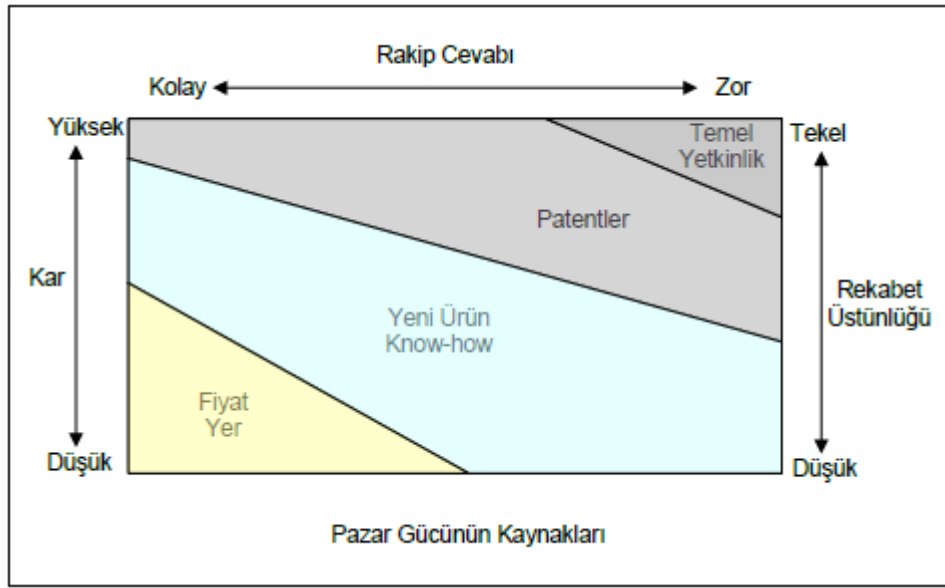 Rakip Cevabı
Kolay
Zor
Yüksek
Temel
Yetkinlik
Tekel
Patentler
Kar
Rekabet
Üstünlüğü
Yeni Ürün
Know-how
Fiyat
Yer
Düşük
Düşük
Pazar Gücünün Kaynakları